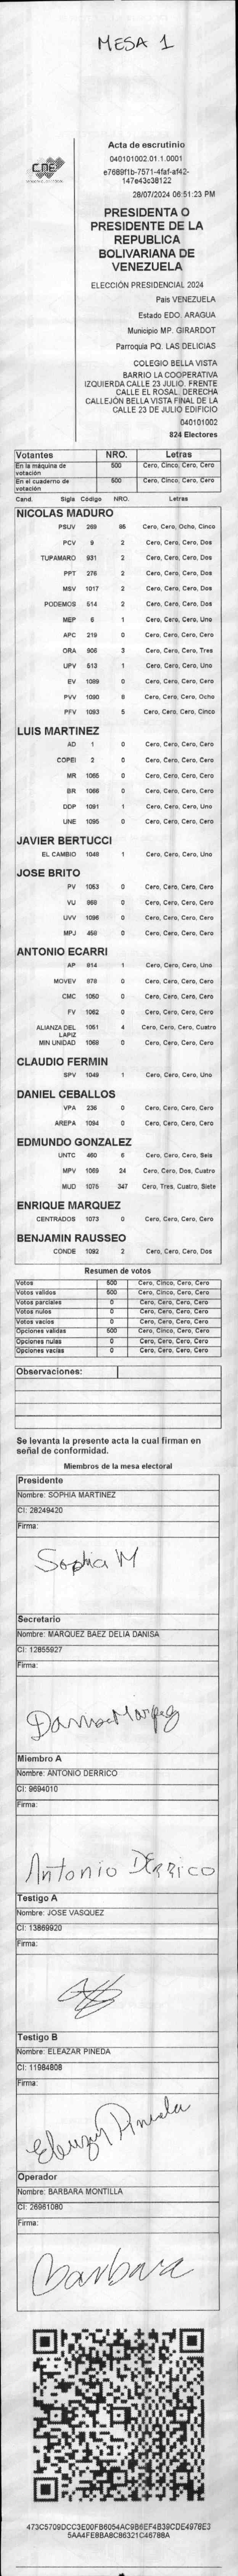 MESA 1
CNE
Acta de escrutinio
040101002.01.1.0001
e7689f1b-7571-4faf-af42-
147e43c38122
28/07/2024 06:51:23 PM
PRESIDENTA O
PRESIDENTE DE LA
REPUBLICA
BOLIVARIANA DE
VENEZUELA
ELECCIÓN PRESIDENCIAL 2024
País VENEZUELA
Estado EDO. ARAGUA
Municipio MP. GIRARDOT
Parroquia PQ. LAS DELICIAS
COLEGIO BELLA VISTA
BARRIO LA COOPERATIVA
IZQUIERDA CALLE 23 JULIO. FRENTE
CALLE EL ROSAL. DERECHA
CALLEJÓN BELLA VISTA FINAL DE LA
CALLE 23 DE JULIO EDIFICIO
040101002
824 Electores
Votantes NRO. Letras
En la máquina de votación 500 Cero, Cinco, Cero, Cero
En el cuaderno de votación 500 Cero, Cinco, Cero, Cero
Cand. Sigla Código NRO. Letras
NICOLAS MADURO
PSUV 269 85 Cero, Cero, Ocho, Cinco
PCV 9 2 Cero, Cero, Cero, Dos
TUPAMARO 931 2 Cero, Cero, Cero, Dos
PPT 276 2 Cero, Cero, Cero, Dos
MSV 1017 2 Cero, Cero, Cero, Dos
PODEMOS 514 2 Cero, Cero, Cero, Dos
MEP 6 1 Cero, Cero, Cero, Uno
APC 219 0 Cero, Cero, Cero, Cero
ORA 906 3 Cero, Cero, Cero, Tres
UPV 513 1 Cero, Cero, Cero, Uno
EV 1089 0 Cero, Cero, Cero, Cero
PVV 1090 8 Cero, Cero, Cero, Ocho
PFV 1093 5 Cero, Cero, Cero, Cinco
LUIS MARTINEZ
AD 1 0 Cero, Cero, Cero, Cero
COPEI 2 0 Cero, Cero, Cero, Cero
MR 1065 0 Cero, Cero, Cero, Cero
BR 1066 0 Cero, Cero, Cero, Cero
DDP 1091 1 Cero, Cero, Cero, Uno
UNE 1095 0 Cero, Cero, Cero, Cero
JAVIER BERTUCCI
EL CAMBIO 1048 1 Cero, Cero, Cero, Uno
JOSE BRITO
PV 1053 0 Cero, Cero, Cero, Cero
VU 968 0 Cero, Cero, Cero, Cero
UVV 1096 0 Cero, Cero, Cero, Cero
MPJ 458 0 Cero, Cero, Cero, Cero
ANTONIO ECARRI
AP 814 1 Cero, Cero, Cero, Uno
MOVEV 878 0 Cero, Cero, Cero, Cero
CMC 1050 0 Cero, Cero, Cero, Cero
FV 1062 0 Cero, Cero, Cero, Cero
ALIANZA DEL LAPIZ 1051 4 Cero, Cero, Cero, Cuatro
MIN UNIDAD 1068 0 Cero, Cero, Cero, Cero
CLAUDIO FERMIN
SPV 1049 1 Cero, Cero, Cero, Uno
DANIEL CEBALLOS
VPA 236 0 Cero, Cero, Cero, Cero
AREPA 1094 0 Cero, Cero, Cero, Cero
EDMUNDO GONZALEZ
UNTC 460 6 Cero, Cero, Cero, Seis
MPV 1069 24 Cero, Cero, Dos, Cuatro
MUD 1075 347 Cero, Tres, Cuatro, Siete
ENRIQUE MARQUEZ
CENTRADOS 1073 0 Cero, Cero, Cero, Cero
BENJAMIN RAUSSEO
CONDE 1092 2 Cero, Cero, Cero, Dos
Resumen de votos
Votos 500 Cero, Cinco, Cero, Cero
Votos validos 500 Cero, Cinco, Cero, Cero
Votos parciales 0 Cero, Cero, Cero, Cero
Votos nulos 0 Cero, Cero, Cero, Cero
Votos vacios 0 Cero, Cero, Cero, Cero
Opciones validas 500 Cero, Cinco, Cero, Cero
Opciones nulas 0 Cero, Cero, Cero, Cero
Opciones vacias 0 Cero, Cero, Cero, Cero
Observaciones:
Se levanta la presente acta la cual firman en
señal de conformidad.
Miembros de la mesa electoral
Presidente
Nombre: SOPHIA MARTINEZ
CI: 28249420
Firma:
Sophia M
Secretario
Nombre: MARQUEZ BAEZ DELIA DANISA
CI: 12855927
Firma:
Miembro A
Nombre: ANTONIO DERRICO
CI: 9694010
Firma:
Antonio DERRICO
Testigo A
Nombre: JOSE VASQUEZ
CI: 13869920
Firma:
Testigo B
Nombre: ELEAZAR PINEDA
CI: 11984808
Firma:
Eleazar Pineda
Operador
Nombre: BARBARA MONTILLA
CI: 26961080
Firma:
Barbara
473C5709DCC3E00FB6054AC9B6EF4B39CDE4978E3
5AA4FE8BA8C86321C46788A